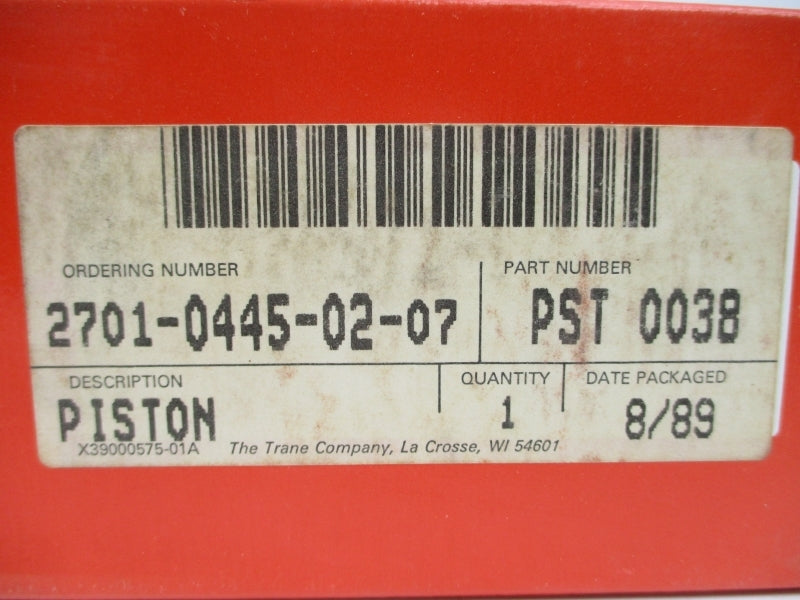 ORDERING NUMBER PART NUMBER
2701-0445-02-07 PST 0038
DESCRIPTION QUANTITY DATE PACKAGED
PISTON 1 8/89
X39000575-01A The Trane Company, La Crosse, WI 54601